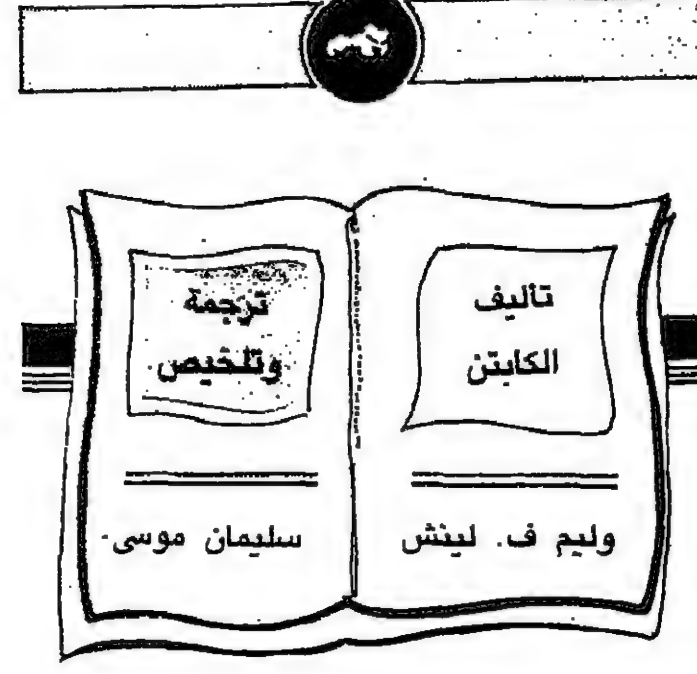 تأليف
الكابتن
وليم ف. لينش
ترجمة
وتلخيص
سليمان موسى